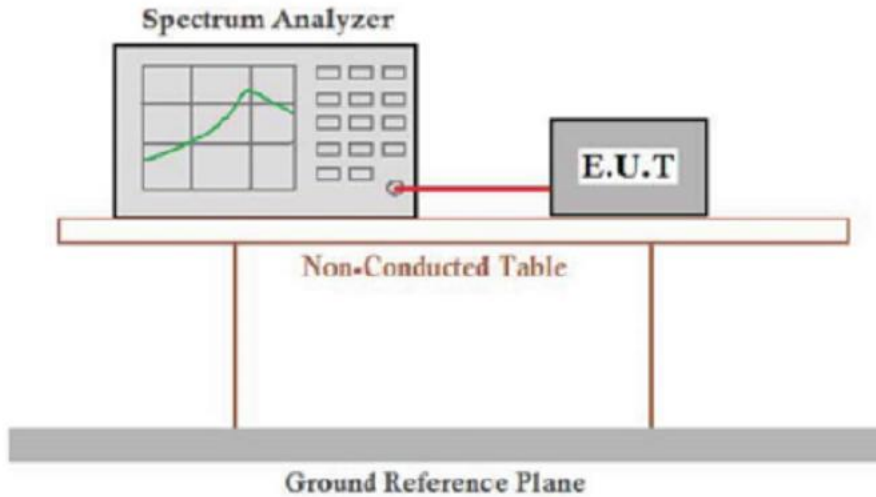 Spectrum Analyzer
E.U.T
Non-Conducted Table
Ground Reference Plane